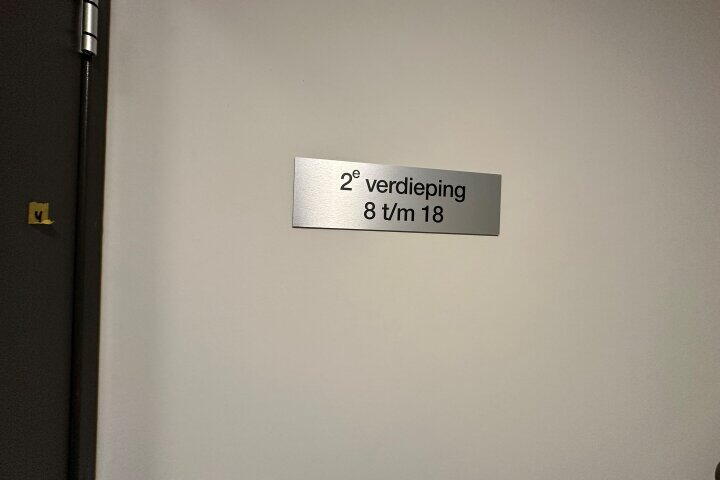 2e verdieping
8 t/m 18